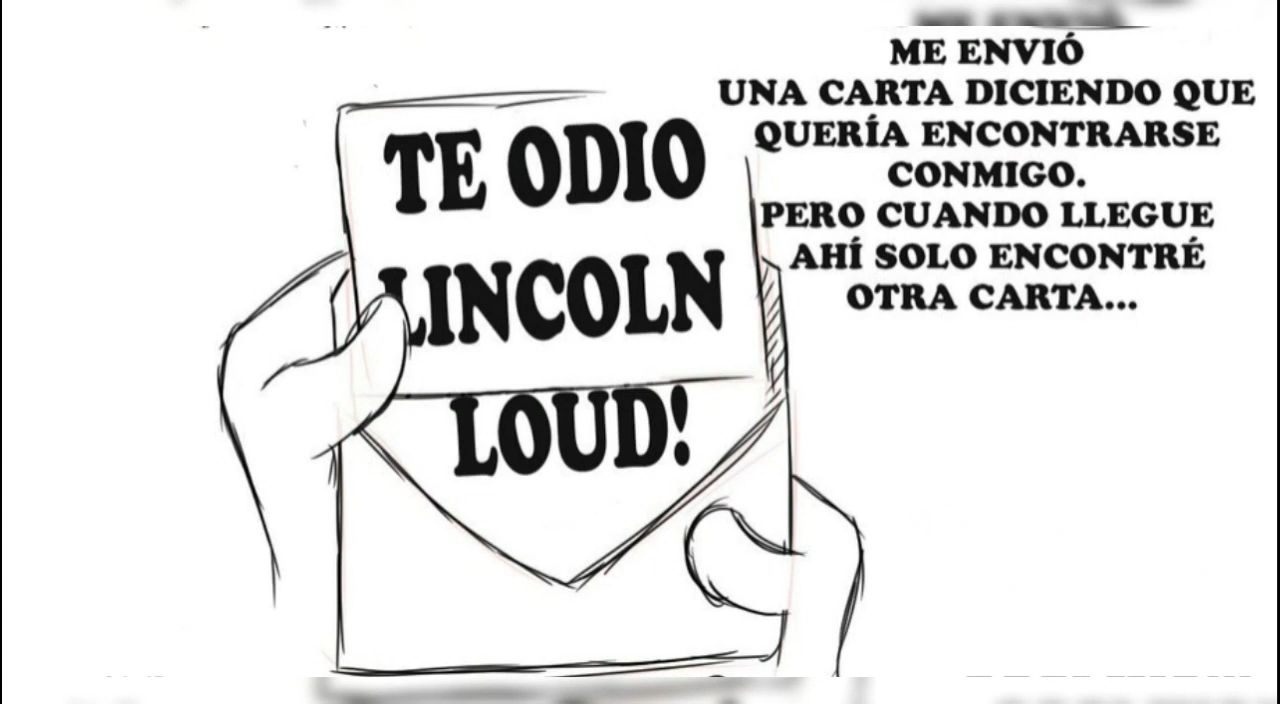 ME ENVIÓ
UNA CARTA DICIENDO QUE
QUERÍA ENCONTRARSE
CONMIGO.
PERO CUANDO LLEGUE
AHÍ SOLO ENCONTRÉ
OTRA CARTA...
TE ODIO
LINCOLN
LOUD!